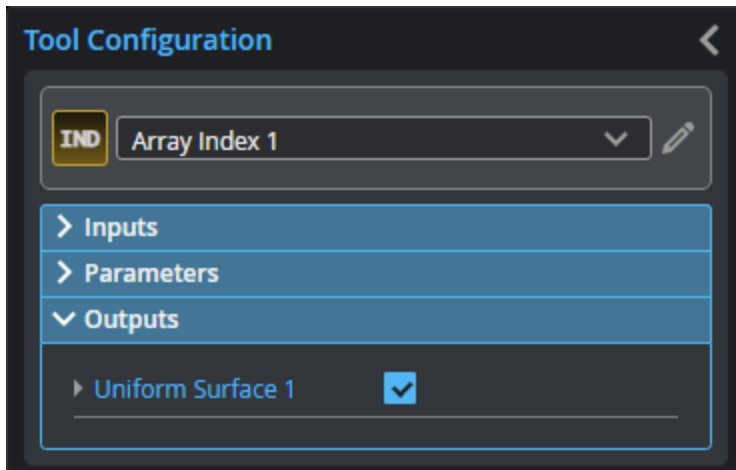 Tool Configuration
IND Array Index 1
Inputs
Parameters
Outputs
Uniform Surface 1